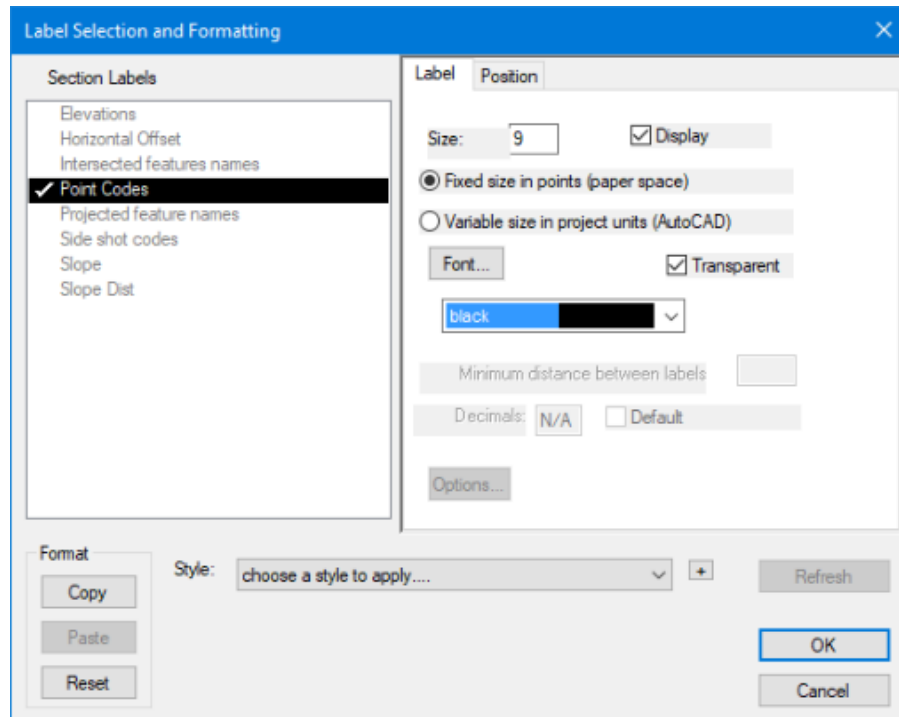 Label Selection and Formatting
Section Labels
Elevations
Horizontal Offset
Intersected features names
Point Codes
Projected feature names
Side shot codes
Slope
Slope Dist
Label Position
Size: 9 Display
Fixed size in points (paper space)
Variable size in project units (AutoCAD)
Font... Transparent
black
Minimum distance between labels
Decimals: N/A Default
Options...
Format
Copy
Paste
Reset
Style: choose a style to apply.... +
Refresh
OK
Cancel